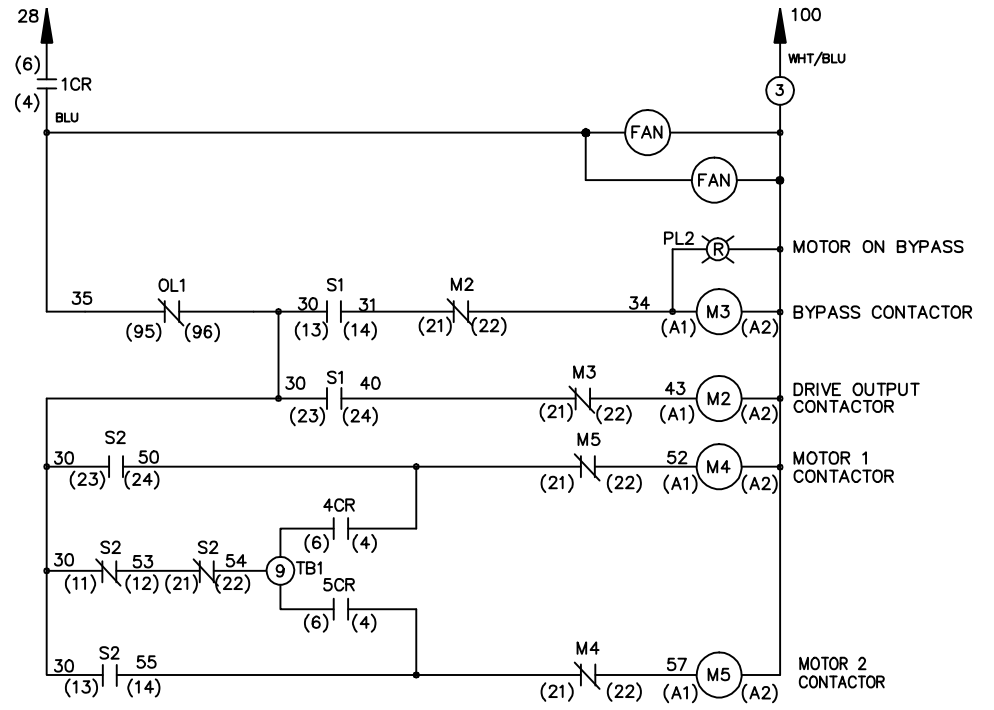 28
100
(6)
WHT/BLU
1CR
3
(4)
BLU
FAN
FAN
PL2
R
MOTOR ON BYPASS
35
OL1
(95)
(96)
30
S1
31
(13)
(14)
M2
(21)
(22)
34
M3
(A1)
(A2)
BYPASS CONTACTOR
30
S1
40
(23)
(24)
M3
(21)
(22)
43
M2
(A1)
(A2)
DRIVE OUTPUT
CONTACTOR
30
S2
50
(23)
(24)
M5
(21)
(22)
52
M4
(A1)
(A2)
MOTOR 1
CONTACTOR
4CR
(6)
(4)
30
S2
53
(11)
(12)
S2
54
(21)
(22)
9
TB1
5CR
(6)
(4)
30
S2
55
(13)
(14)
M4
(21)
(22)
57
M5
(A1)
(A2)
MOTOR 2
CONTACTOR